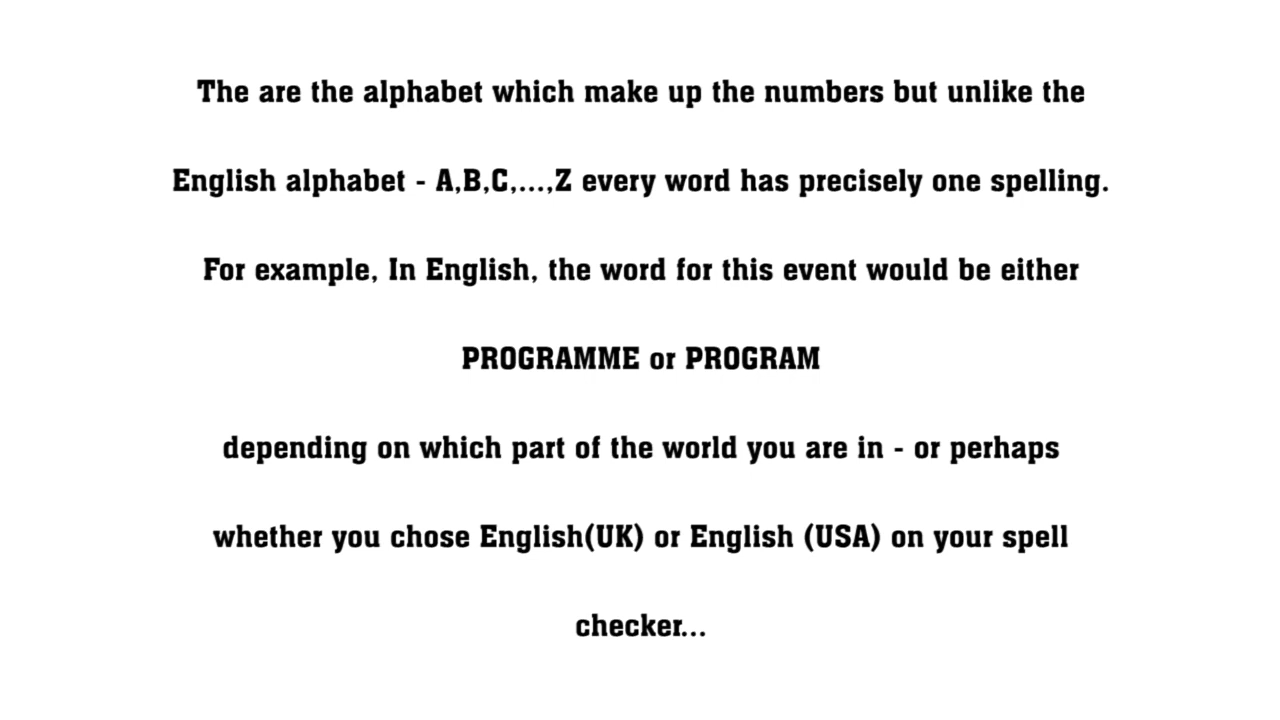 The are the alphabet which make up the numbers but unlike the
English alphabet - A,B,C,...,Z every word has precisely one spelling.
For example, In English, the word for this event would be either
PROGRAMME or PROGRAM
depending on which part of the world you are in - or perhaps
whether you chose English(UK) or English (USA) on your spell
checker...